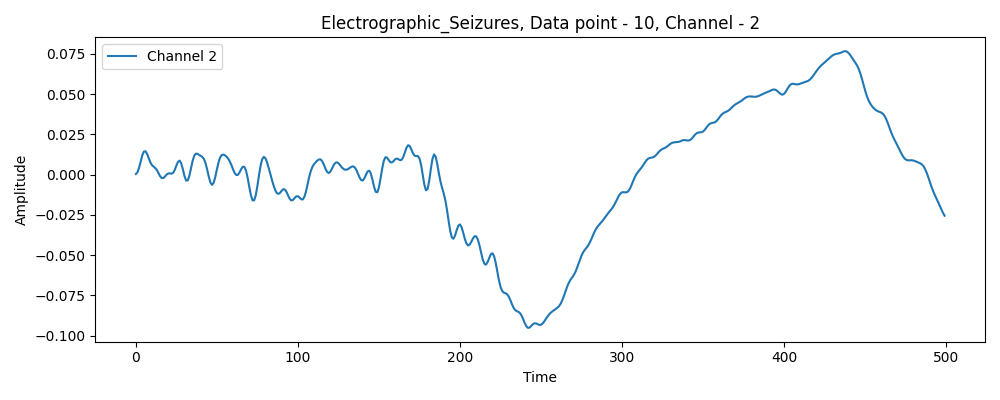 Electrographic_Seizures, Data point - 10, Channel - 2
Channel 2
Amplitude
0.075
0.050
0.025
0.000
−0.025
−0.050
−0.075
−0.100
0 100 200 300 400 500
Time